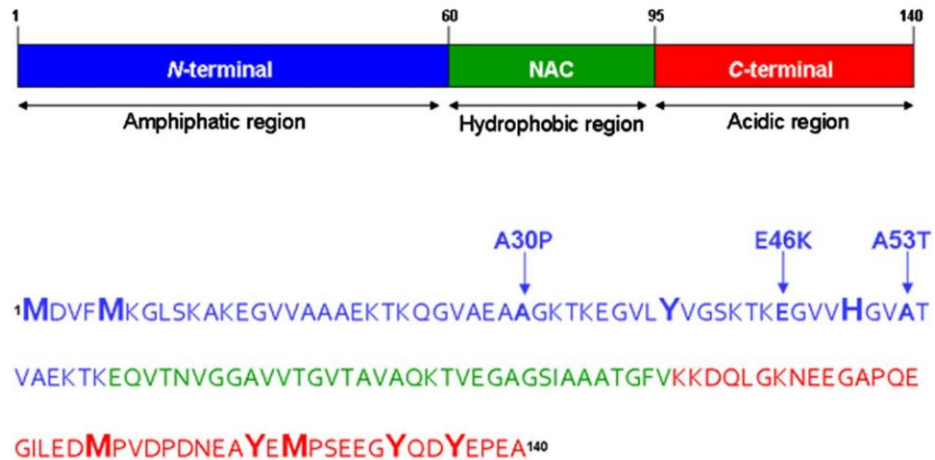 1 60 95 140
N-terminal NAC C-terminal
Amphiphatic region Hydrophobic region Acidic region
A30P E46K A53T
1MDVFMKGLSKAKEGVVAAAEKTKQGVAEAAGKTKEGVLYVGSKTKEGVVHGVAT
VAEKTKEQVTNVGGAVVTGVTAVAQKTVEGAGSIAAATGFVKKDQLGKNEEGAPQE
GILEDMPVDPDNEAYEMPSEEGYQDYEPEA140